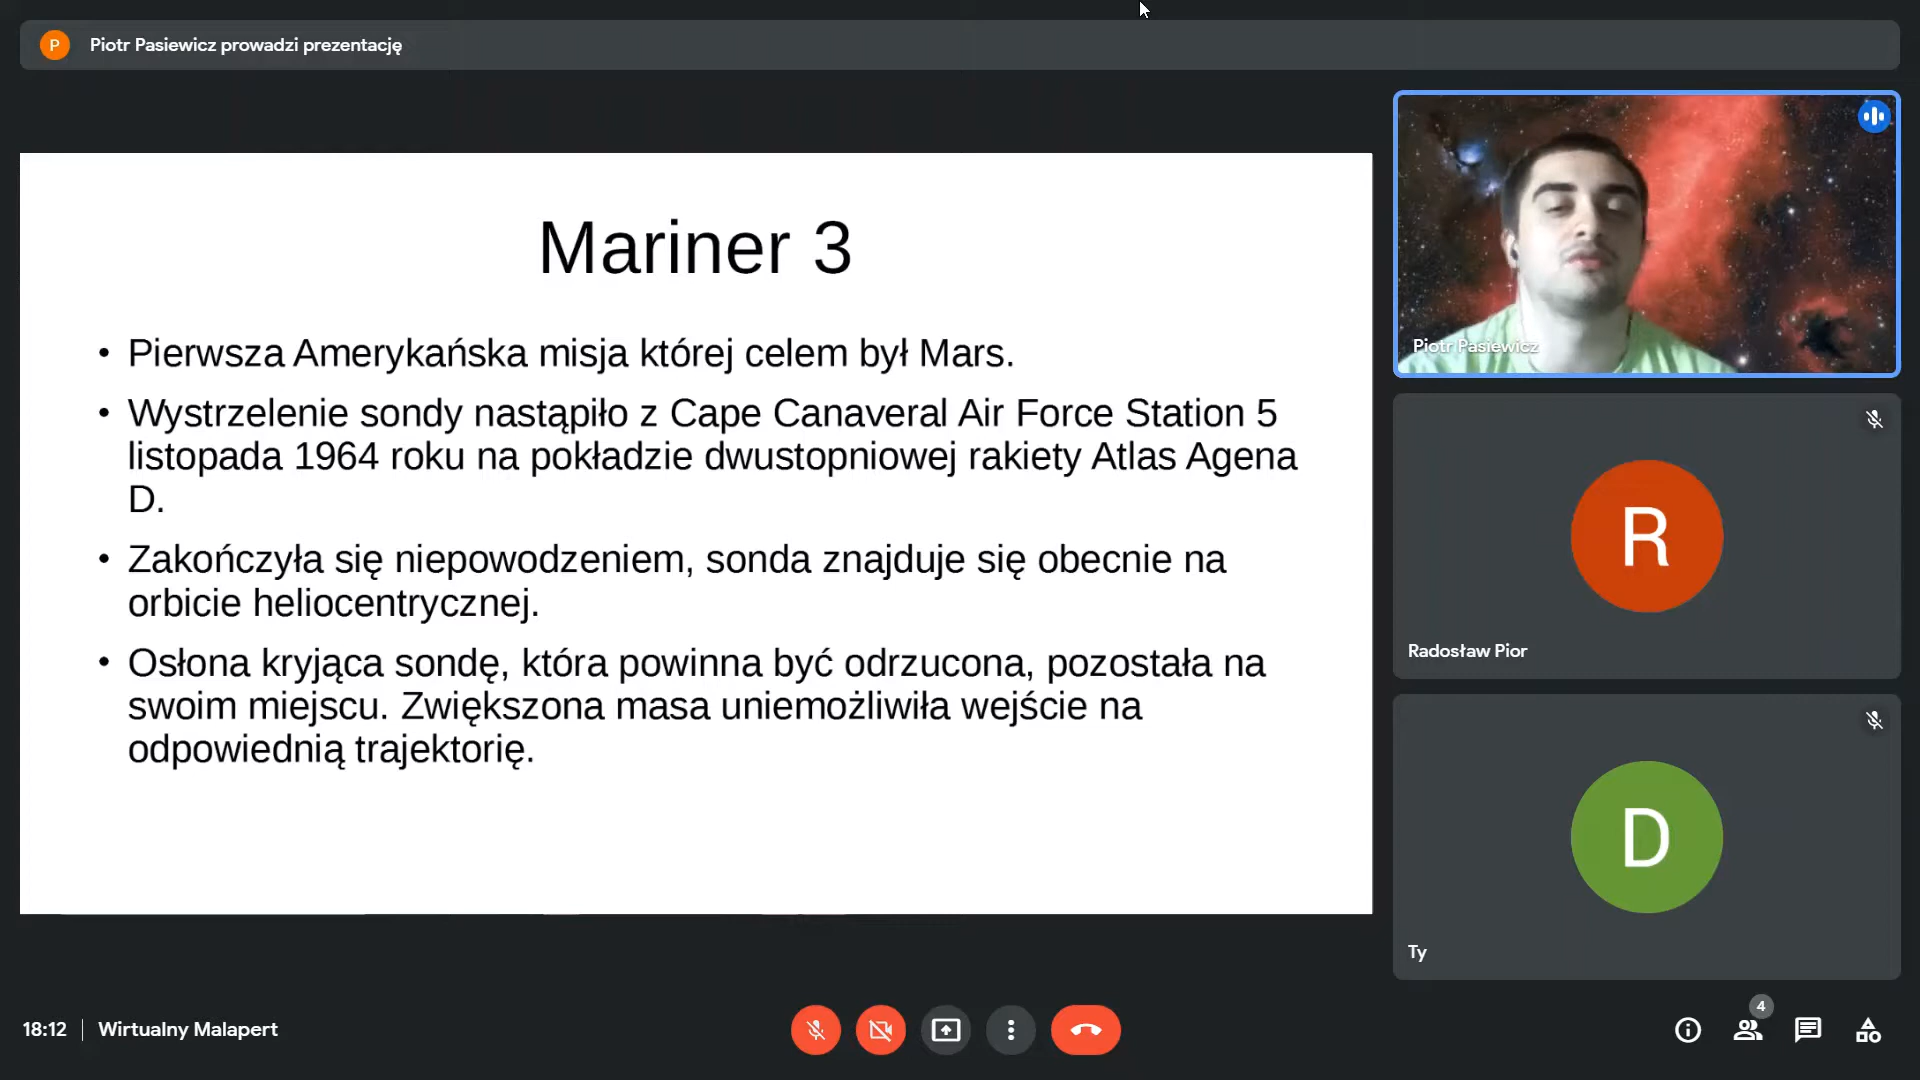 P
Piotr Pasiewicz prowadzi prezentację
Mariner 3
• Pierwsza Amerykańska misja której celem był Mars.
• Wystrzelenie sondy nastąpiło z Cape Canaveral Air Force Station 5
listopada 1964 roku na pokładzie dwustopniowej rakiety Atlas Agena
D.
• Zakończyła się niepowodzeniem, sonda znajduje się obecnie na
orbicie heliocentrycznej.
• Osłona kryjąca sondę, która powinna być odrzucona, pozostała na
swoim miejscu. Zwiększona masa uniemożliwiła wejście na
odpowiednią trajektorię.
Piotr Pasiewicz
R
Radosław Pior
D
Ty
18:12 | Wirtualny Malapert
4